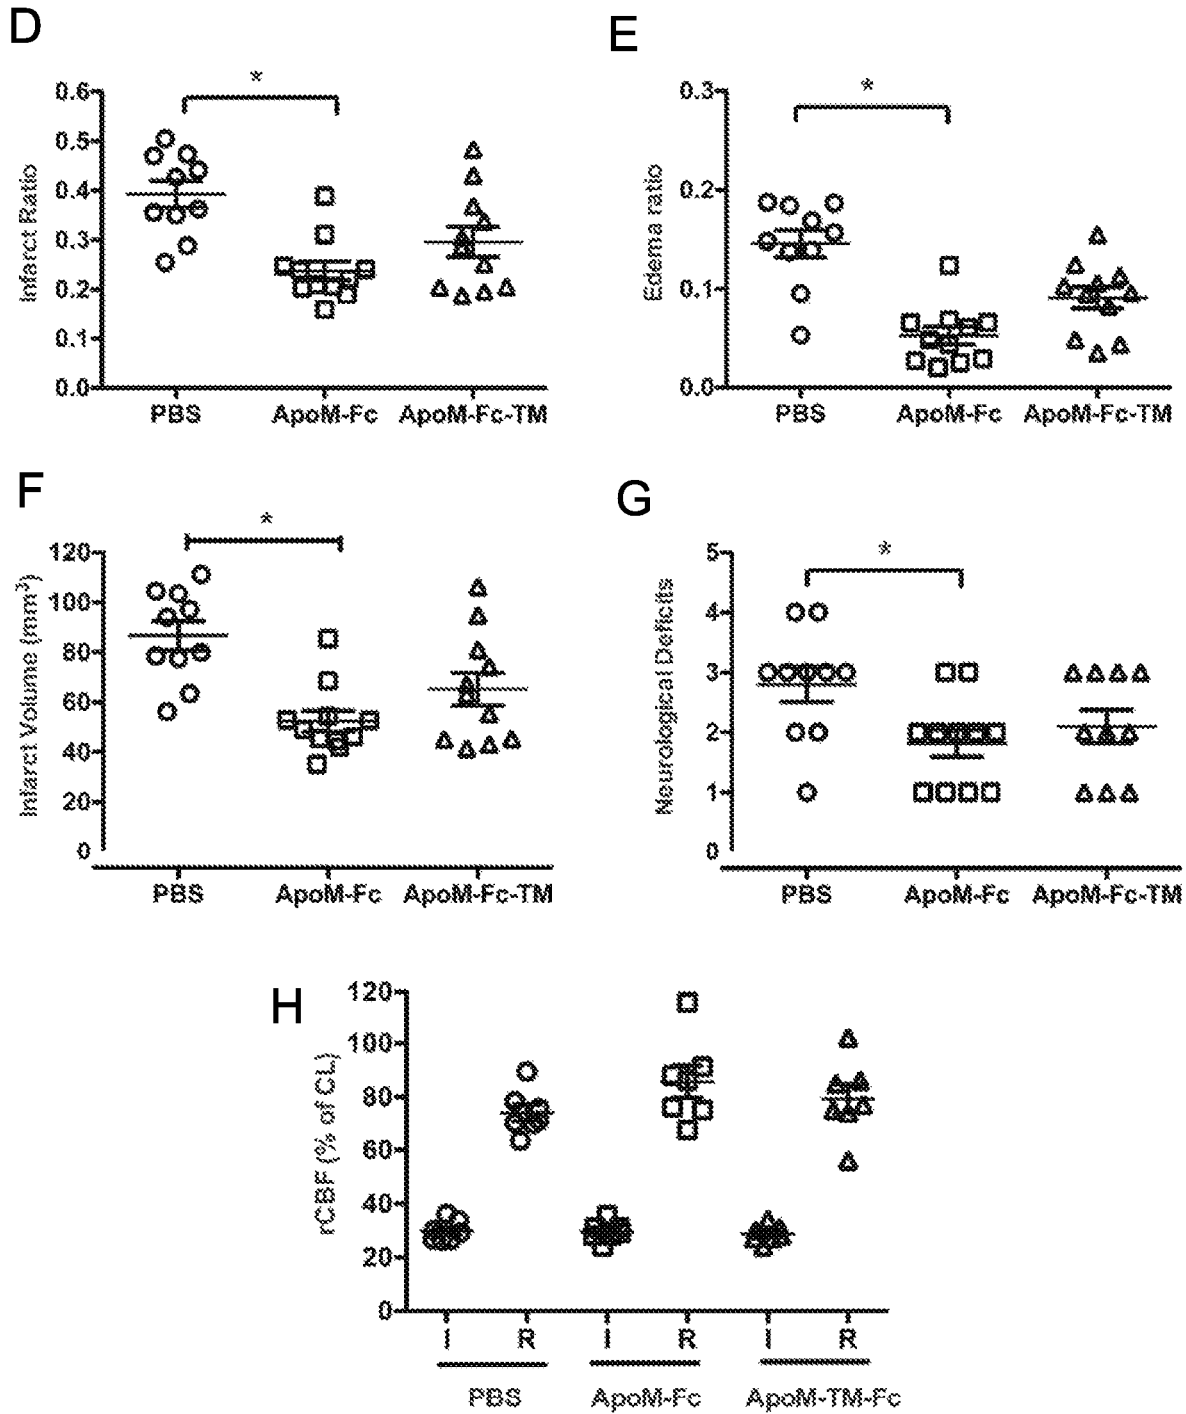 D
Infarct Ratio
*
0.6
0.5
0.4
0.3
0.2
0.1
0.0
PBS ApoM-Fc ApoM-Fc-TM
E
Edema ratio
*
0.3
0.2
0.1
0.0
PBS ApoM-Fc ApoM-Fc-TM
F
Infarct Volume (mm³)
*
120
100
80
60
40
20
0
PBS ApoM-Fc ApoM-Fc-TM
G
Neurological Deficits
*
5
4
3
2
1
0
PBS ApoM-Fc ApoM-Fc-TM
H
rCBF (% of CL)
120
100
80
60
40
20
0
I R I R I R
PBS ApoM-Fc ApoM-TM-Fc